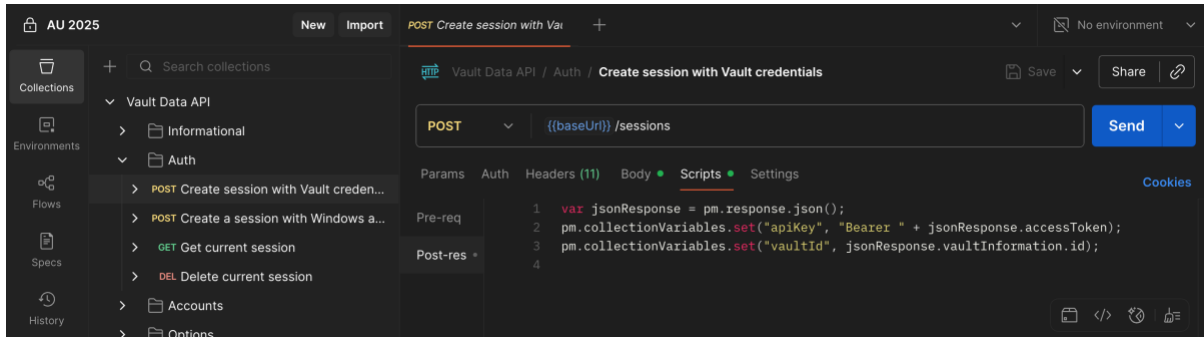 AU 2025
New
Import
POST Create session with Vau
No environment
Collections
Environments
Flows
Specs
History
Search collections
Vault Data API
Informational
Auth
POST Create session with Vault creden...
POST Create a session with Windows a...
GET Get current session
DEL Delete current session
Accounts
Options
HTTP Vault Data API / Auth / Create session with Vault credentials
Save
Share
POST
{{baseUrl}} /sessions
Send
Params Auth Headers (11) Body Scripts Settings
Cookies
Pre-req
Post-res
1 var jsonResponse = pm.response.json();
2 pm.collectionVariables.set("apiKey", "Bearer " + jsonResponse.accessToken);
3 pm.collectionVariables.set("vaultId", jsonResponse.vaultInformation.id);
4